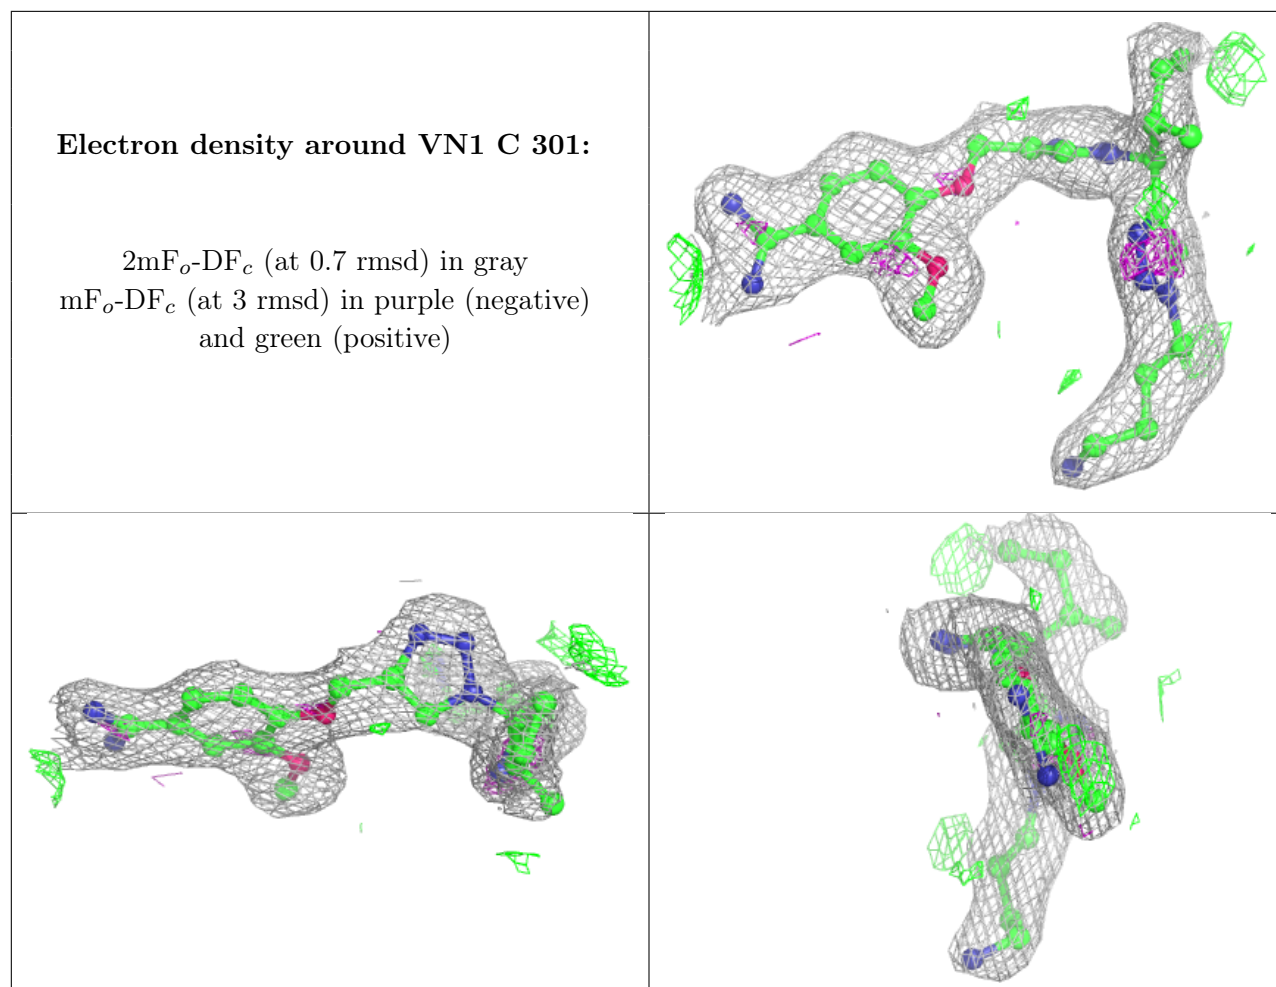 Electron density around VN1 C 301:
2mFo-DFc (at 0.7 rmsd) in gray
mFo-DFc (at 3 rmsd) in purple (negative)
and green (positive)